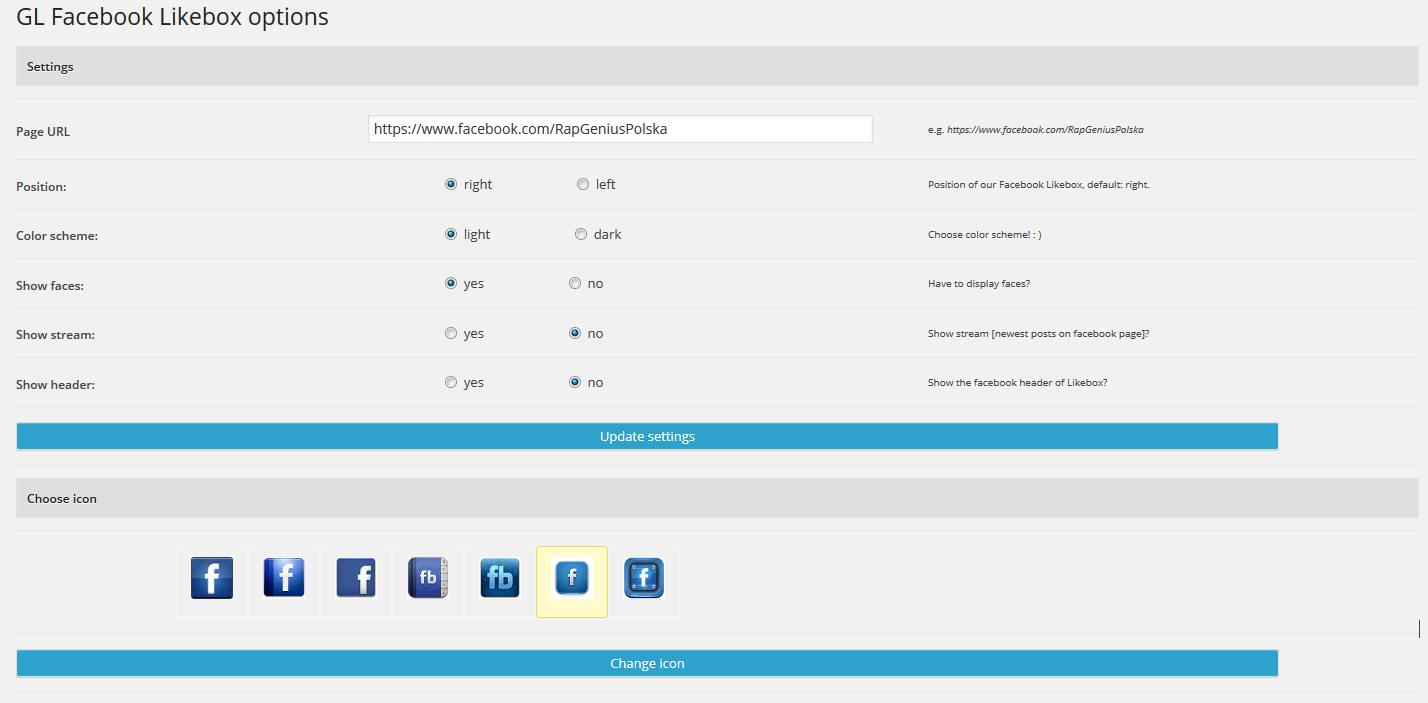 GL Facebook Likebox options
Settings
Page URL https://www.facebook.com/RapGeniusPolska e.g. https://www.facebook.com/RapGeniusPolska
Position: right left Position of our Facebook Likebox, default: right.
Color scheme: light dark Choose color scheme! : )
Show faces: yes no Have to display faces?
Show stream: yes no Show stream [newest posts on facebook page]?
Show header: yes no Show the facebook header of Likebox?
Update settings
Choose icon
f f f fb fb f f
Change icon